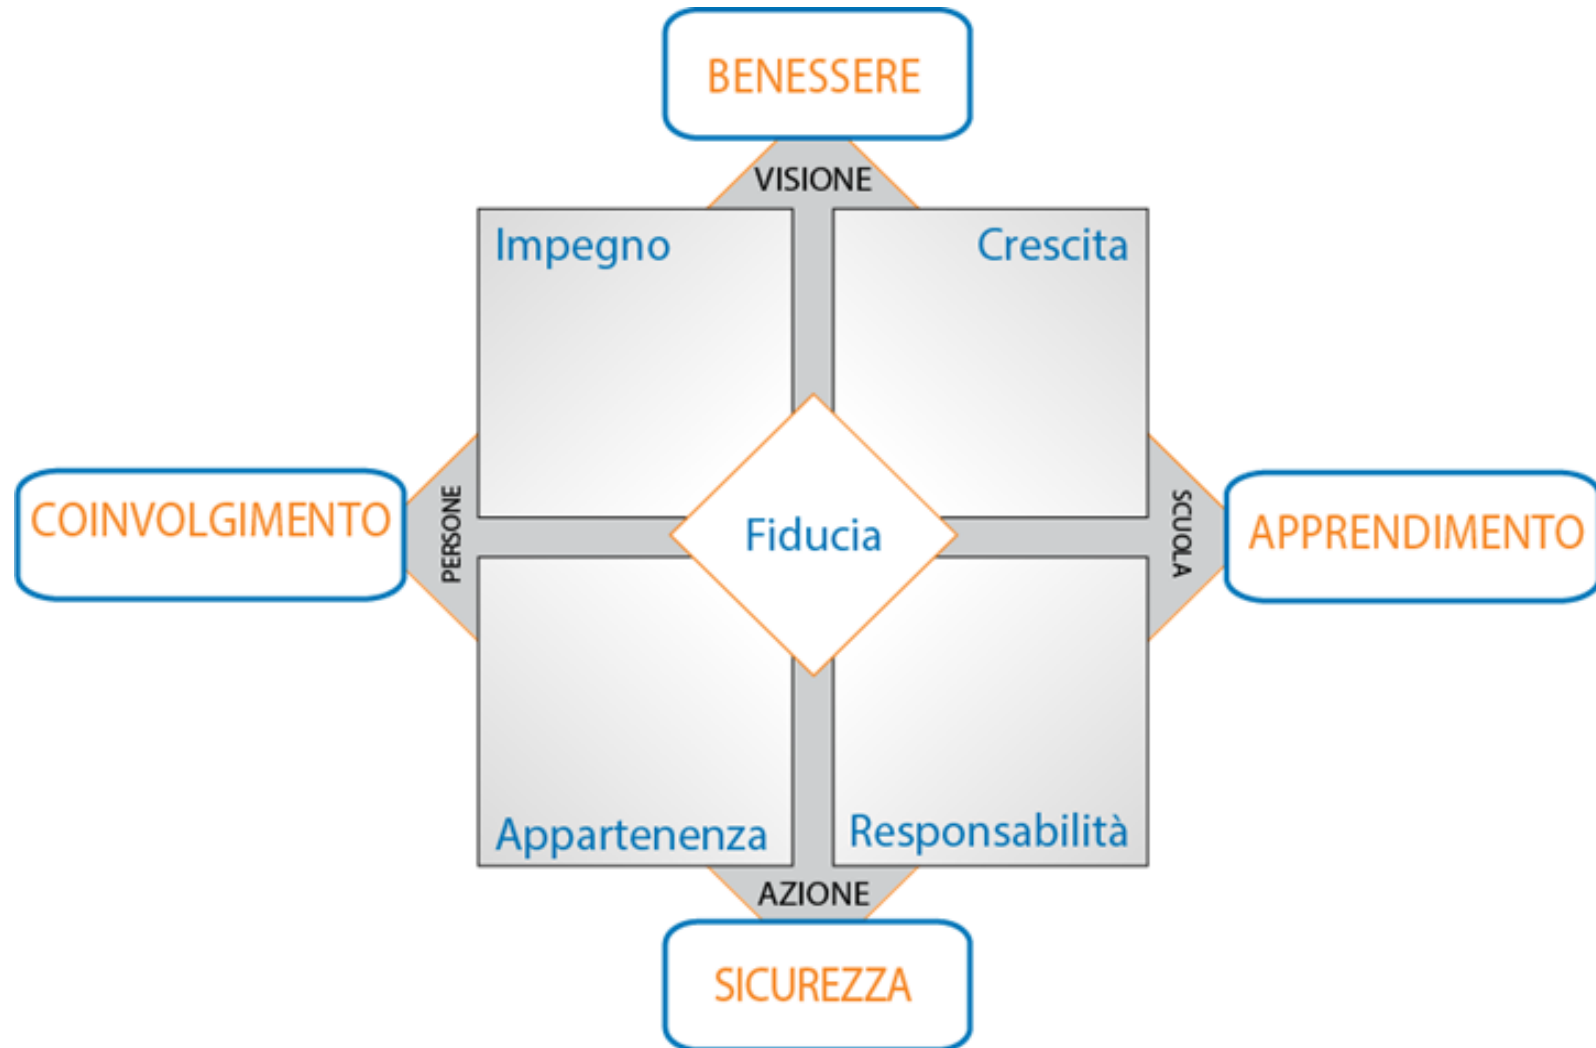 BENESSERE
VISIONE
Impegno
Crescita
COINVOLGIMENTO
PERSONE
Fiducia
SCUOLA
APPRENDIMENTO
Appartenenza
Responsabilità
AZIONE
SICUREZZA